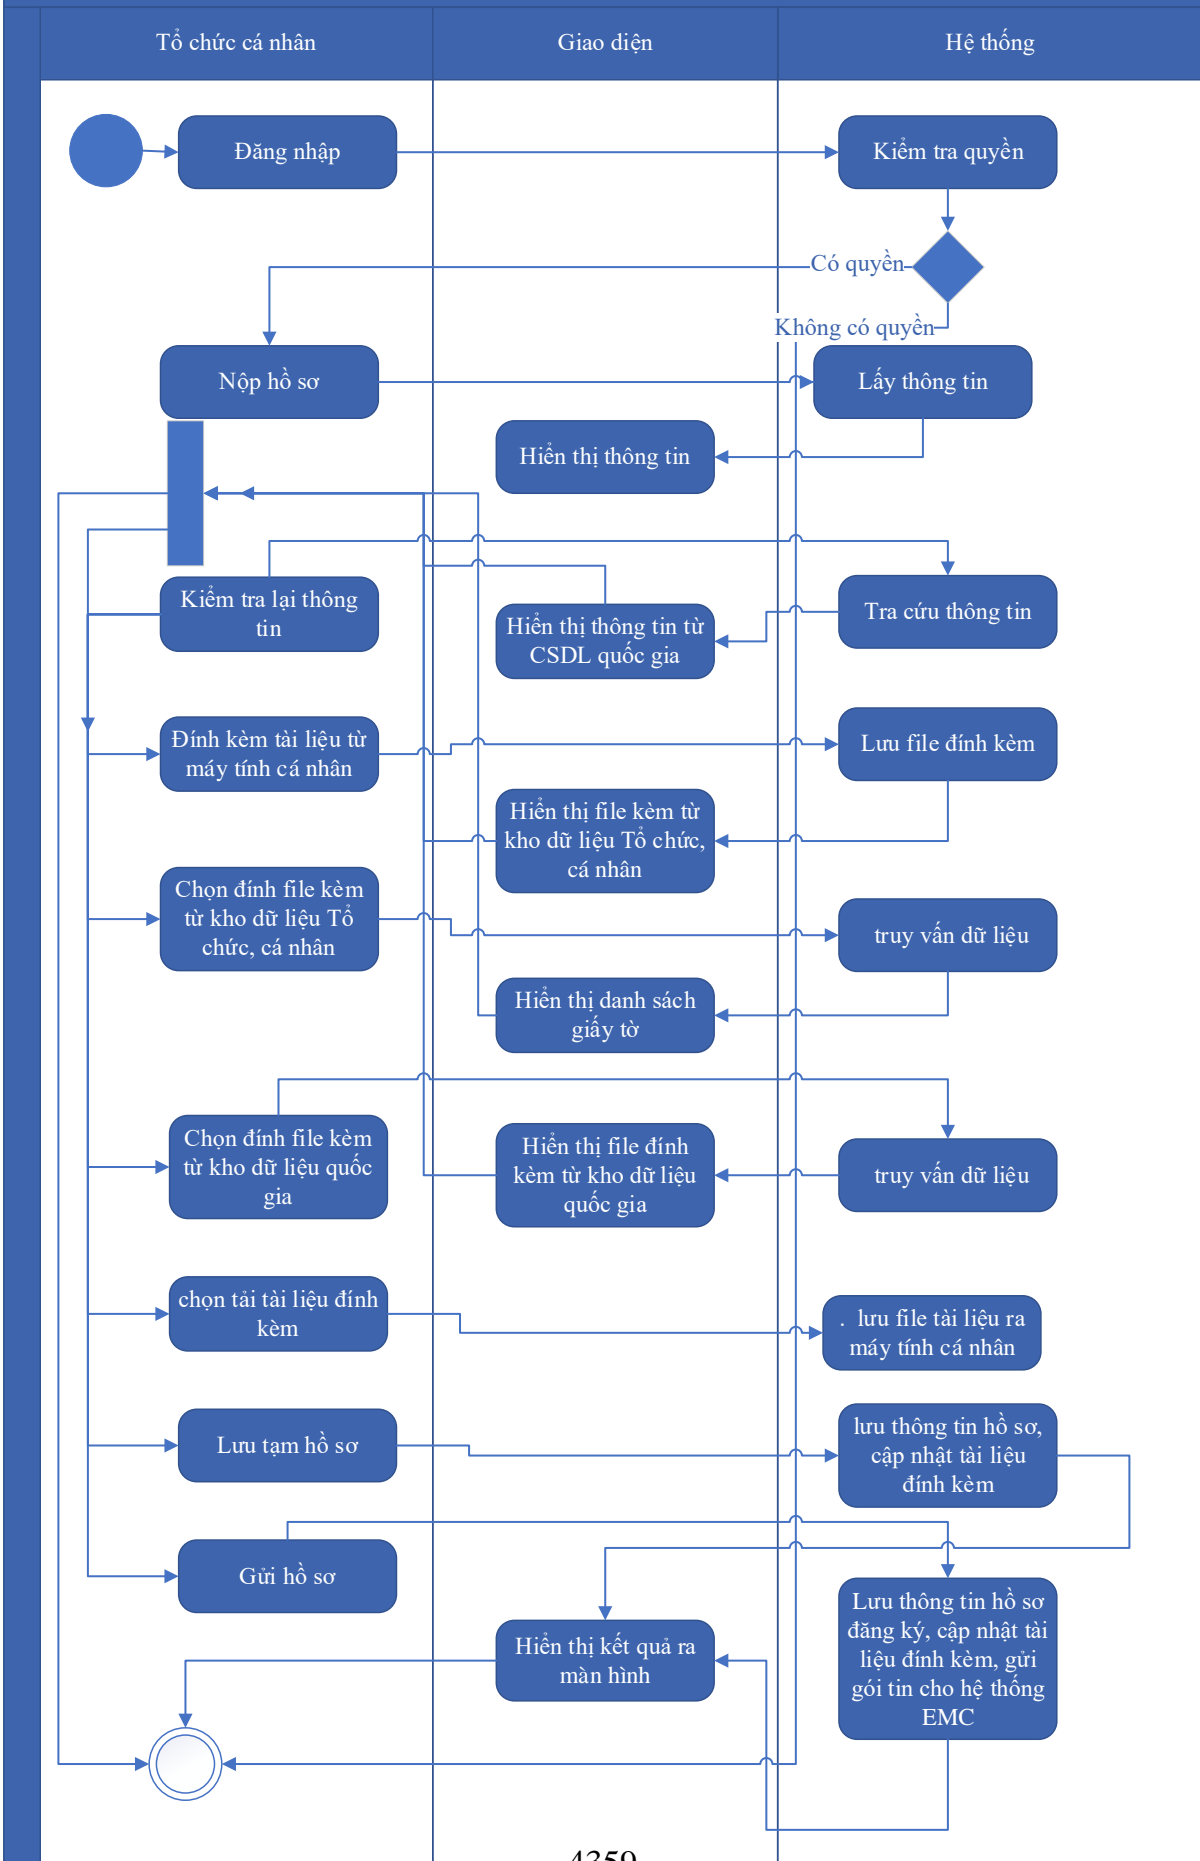 Tổ chức cá nhân
Giao diện
Hệ thống
Đăng nhập
Kiểm tra quyền
Có quyền
Không có quyền
Nộp hồ sơ
Lấy thông tin
Hiển thị thông tin
Kiểm tra lại thông
tin
Hiển thị thông tin từ
CSDL quốc gia
Tra cứu thông tin
Đính kèm tài liệu từ
máy tính cá nhân
Lưu file đính kèm
Hiển thị file kèm từ
kho dữ liệu Tổ chức,
cá nhân
Chọn đính file kèm
từ kho dữ liệu Tổ
chức, cá nhân
truy vấn dữ liệu
Hiển thị danh sách
giấy tờ
Chọn đính file kèm
từ kho dữ liệu quốc
gia
Hiển thị file đính
kèm từ kho dữ liệu
quốc gia
truy vấn dữ liệu
chọn tải tài liệu đính
kèm
. lưu file tài liệu ra
máy tính cá nhân
Lưu tạm hồ sơ
lưu thông tin hồ sơ,
cập nhật tài liệu
đính kèm
Gửi hồ sơ
Lưu thông tin hồ sơ
đăng ký, cập nhật tài
liệu đính kèm, gửi
gói tin cho hệ thống
EMC
Hiển thị kết quả ra
màn hình
4359